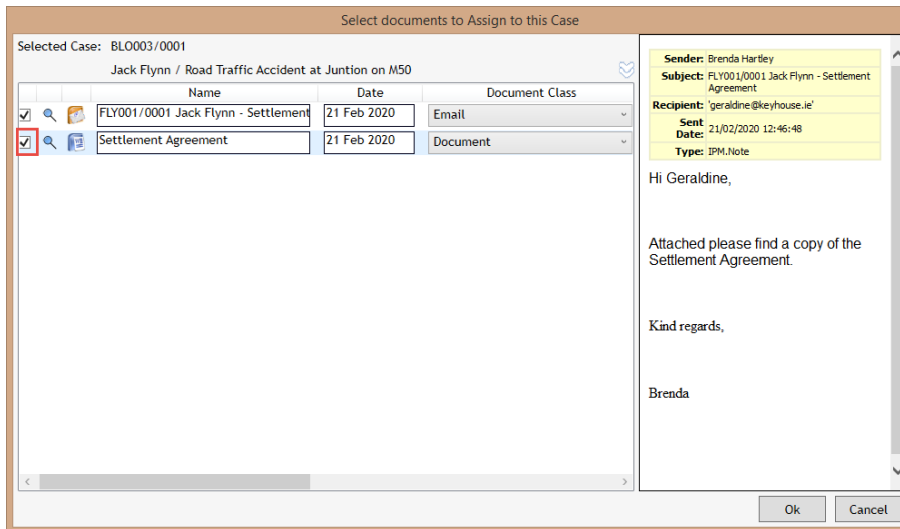 Select documents to Assign to this Case
Selected Case: BLO003/0001
Jack Flynn / Road Traffic Accident at Juntion on M50
Name Date Document Class
FLY001/0001 Jack Flynn - Settlement 21 Feb 2020 Email
Settlement Agreement 21 Feb 2020 Document
Sender: Brenda Hartley
Subject: FLY001/0001 Jack Flynn - Settlement
Agreement
Recipient: 'geraldine@keyhouse.ie'
Sent Date: 21/02/2020 12:46:48
Type: IPM.Note
Hi Geraldine,
Attached please find a copy of the
Settlement Agreement.
Kind regards,
Brenda
Ok Cancel